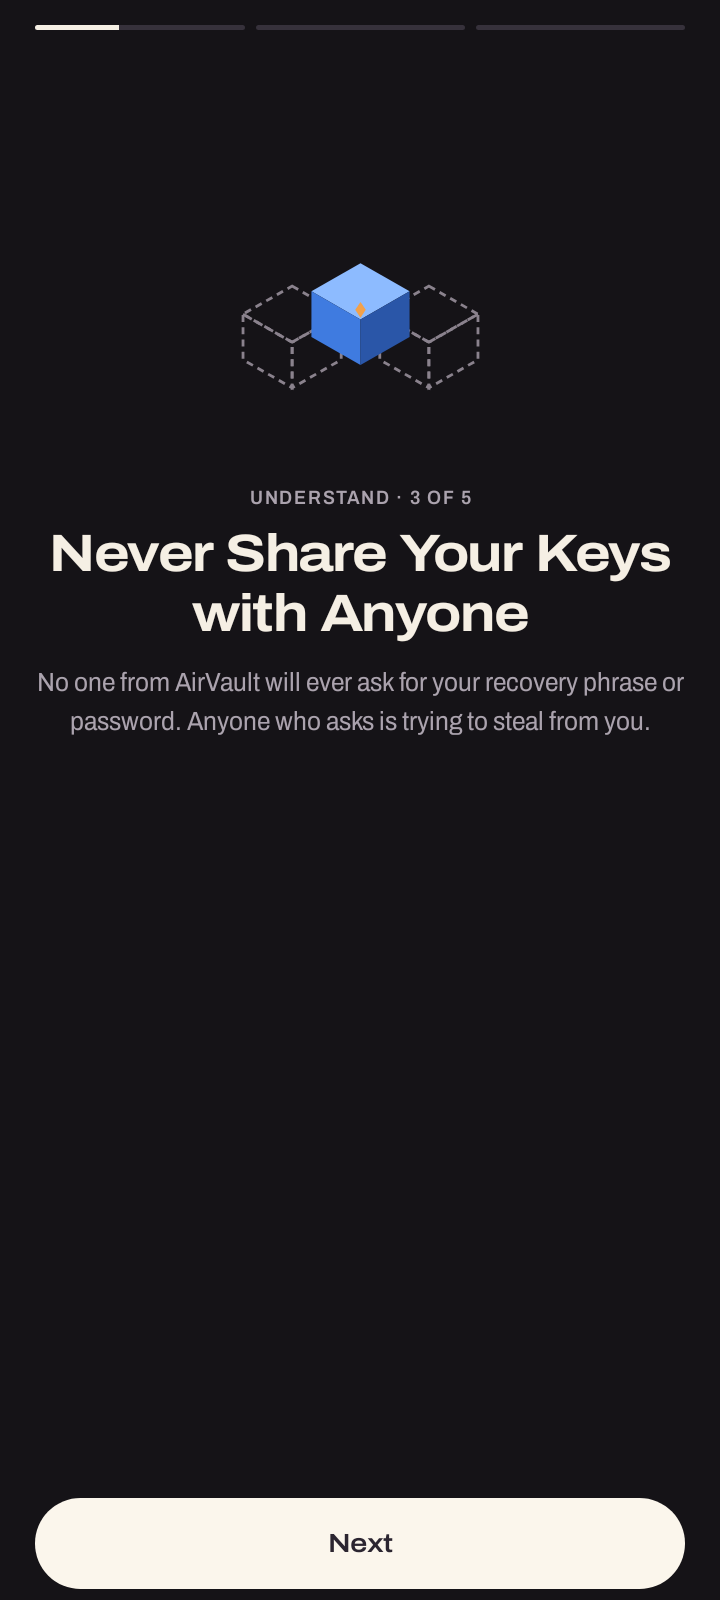 UNDERSTAND · 3 OF 5
Never Share Your Keys
with Anyone
No one from AirVault will ever ask for your recovery phrase or
password. Anyone who asks is trying to steal from you.
Next